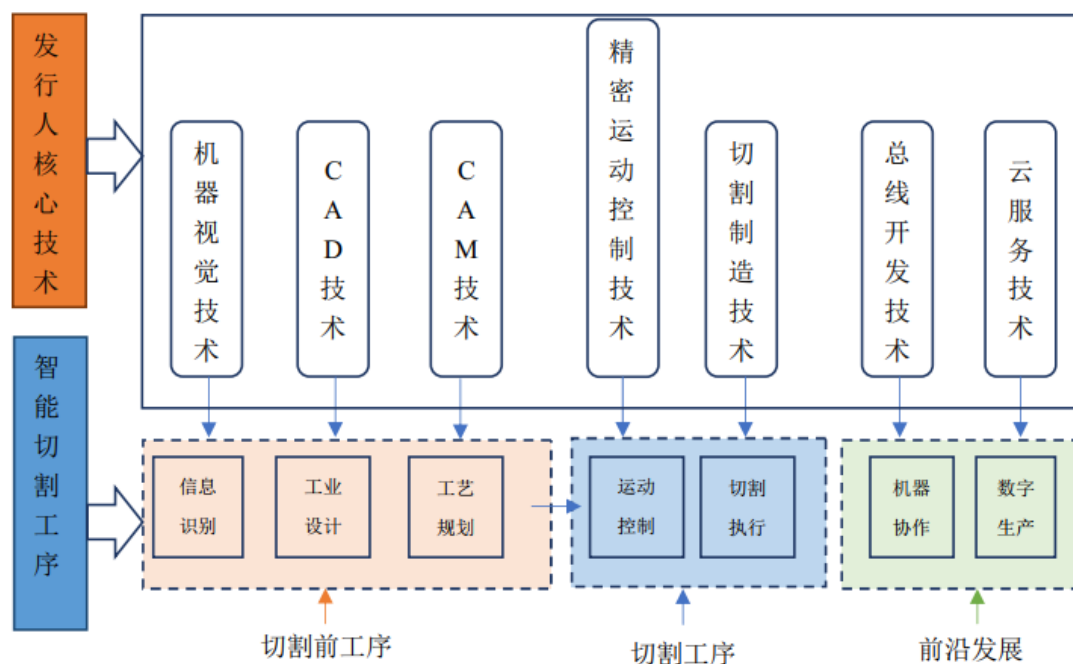 发行人核心技术
机器视觉技术
CAD技术
CAM技术
精密运动控制技术
切割制造技术
总线开发技术
云服务技术
智能切割工序
信息
识别
工业
设计
工艺
规划
运动
控制
切割
执行
机器
协作
数字
生产
切割前工序
切割工序
前沿发展